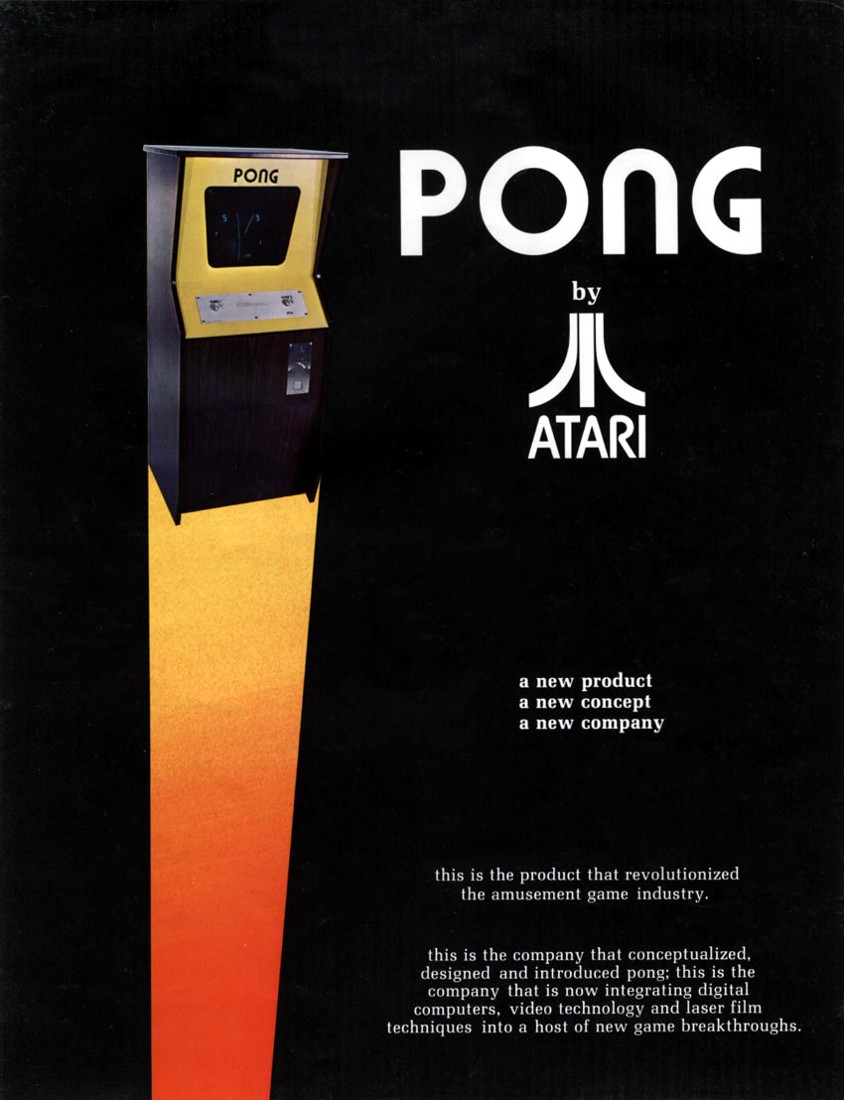 PONG
5 3
PONG
by
ATARI
a new product
a new concept
a new company
this is the product that revolutionized
the amusement game industry.
this is the company that conceptualized,
designed and introduced pong; this is the
company that is now integrating digital
computers, video technology and laser film
techniques into a host of new game breakthroughs.